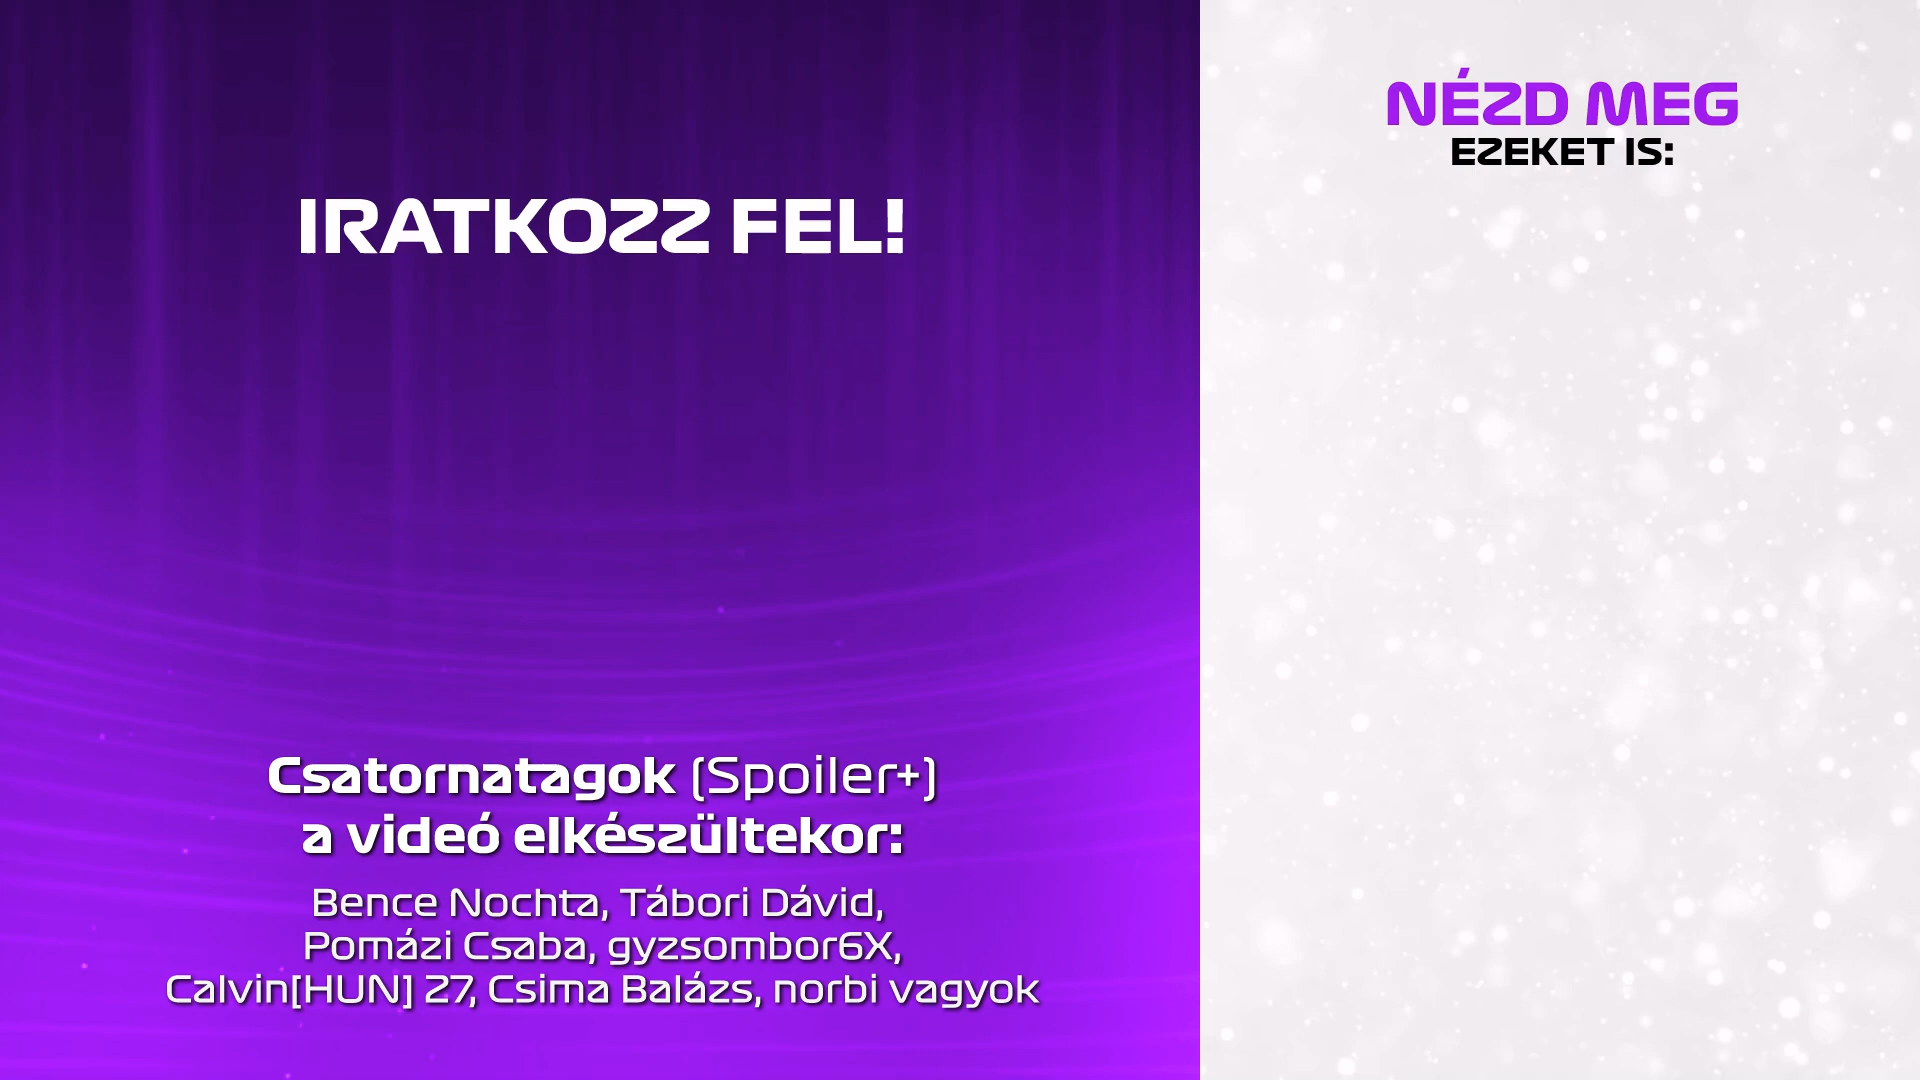 IRATKOZZ FEL!
Csatornatagok (Spoiler+)
a videó elkészültekor:
Bence Nochta, Tábori Dávid,
Pomázi Csaba, gyzsombor6X,
Calvin[HUN] 27, Csima Balázs, norbi vagyok
NÉZD MEG
EZEKET IS: